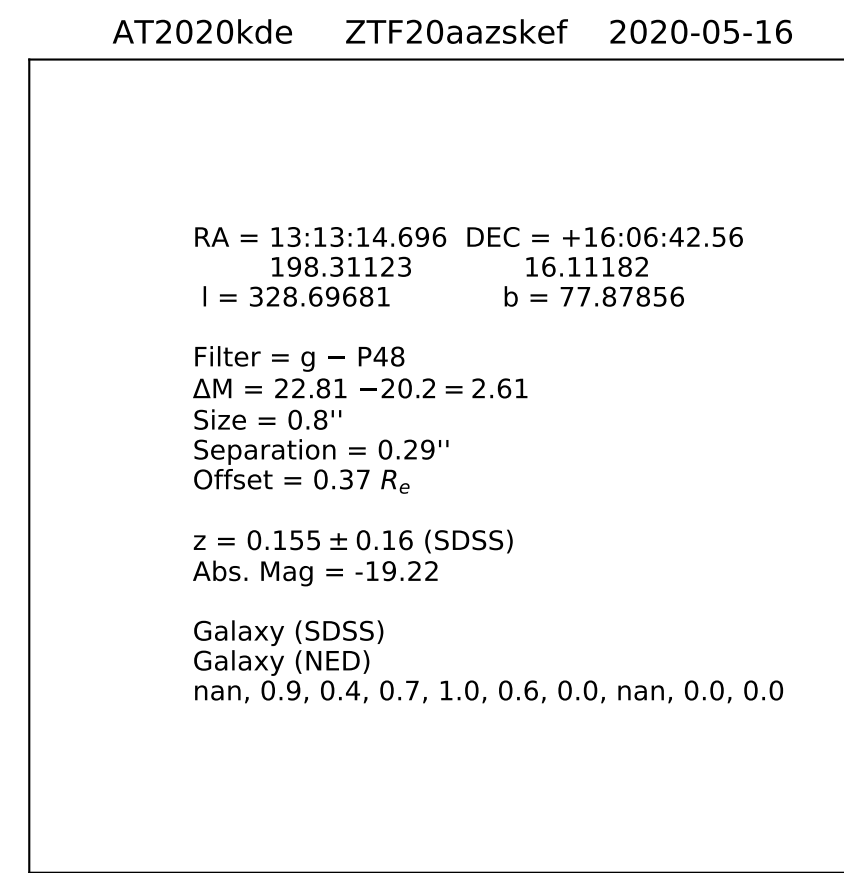 AT2020kde ZTF20aazskef 2020-05-16
RA = 13:13:14.696 DEC = +16:06:42.56
198.31123 16.11182
l = 328.69681 b = 77.87856
Filter = g − P48
ΔM = 22.81 −20.2 = 2.61
Size = 0.8''
Separation = 0.29''
Offset = 0.37 Rₑ
z = 0.155 ± 0.16 (SDSS)
Abs. Mag = -19.22
Galaxy (SDSS)
Galaxy (NED)
nan, 0.9, 0.4, 0.7, 1.0, 0.6, 0.0, nan, 0.0, 0.0